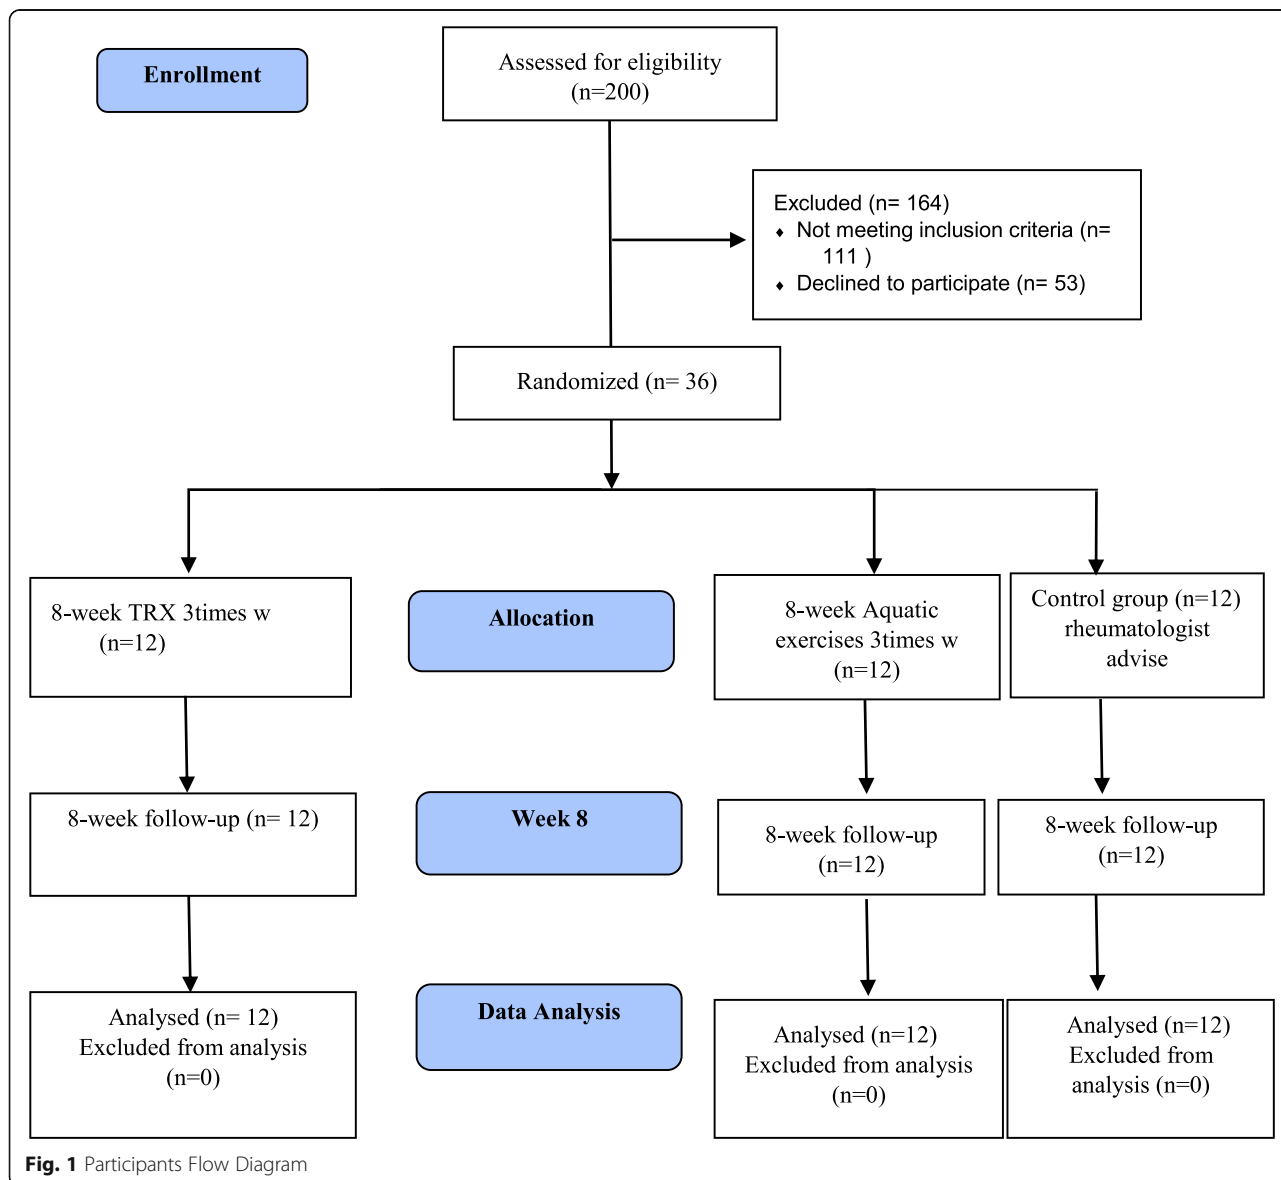 Enrollment
Assessed for eligibility
(n=200)
Excluded (n= 164)
♦ Not meeting inclusion criteria (n=
111 )
♦ Declined to participate (n= 53)
Randomized (n= 36)
8-week TRX 3times w
(n=12)
Allocation
8-week Aquatic
exercises 3times w
(n=12)
Control group (n=12)
rheumatologist
advise
8-week follow-up (n= 12)
Week 8
8-week follow-up
(n=12)
8-week follow-up
(n=12)
Analysed (n= 12)
Excluded from analysis
(n=0)
Data Analysis
Analysed (n=12)
Excluded from analysis
(n=0)
Analysed (n=12)
Excluded from
analysis (n=0)
Fig. 1 Participants Flow Diagram